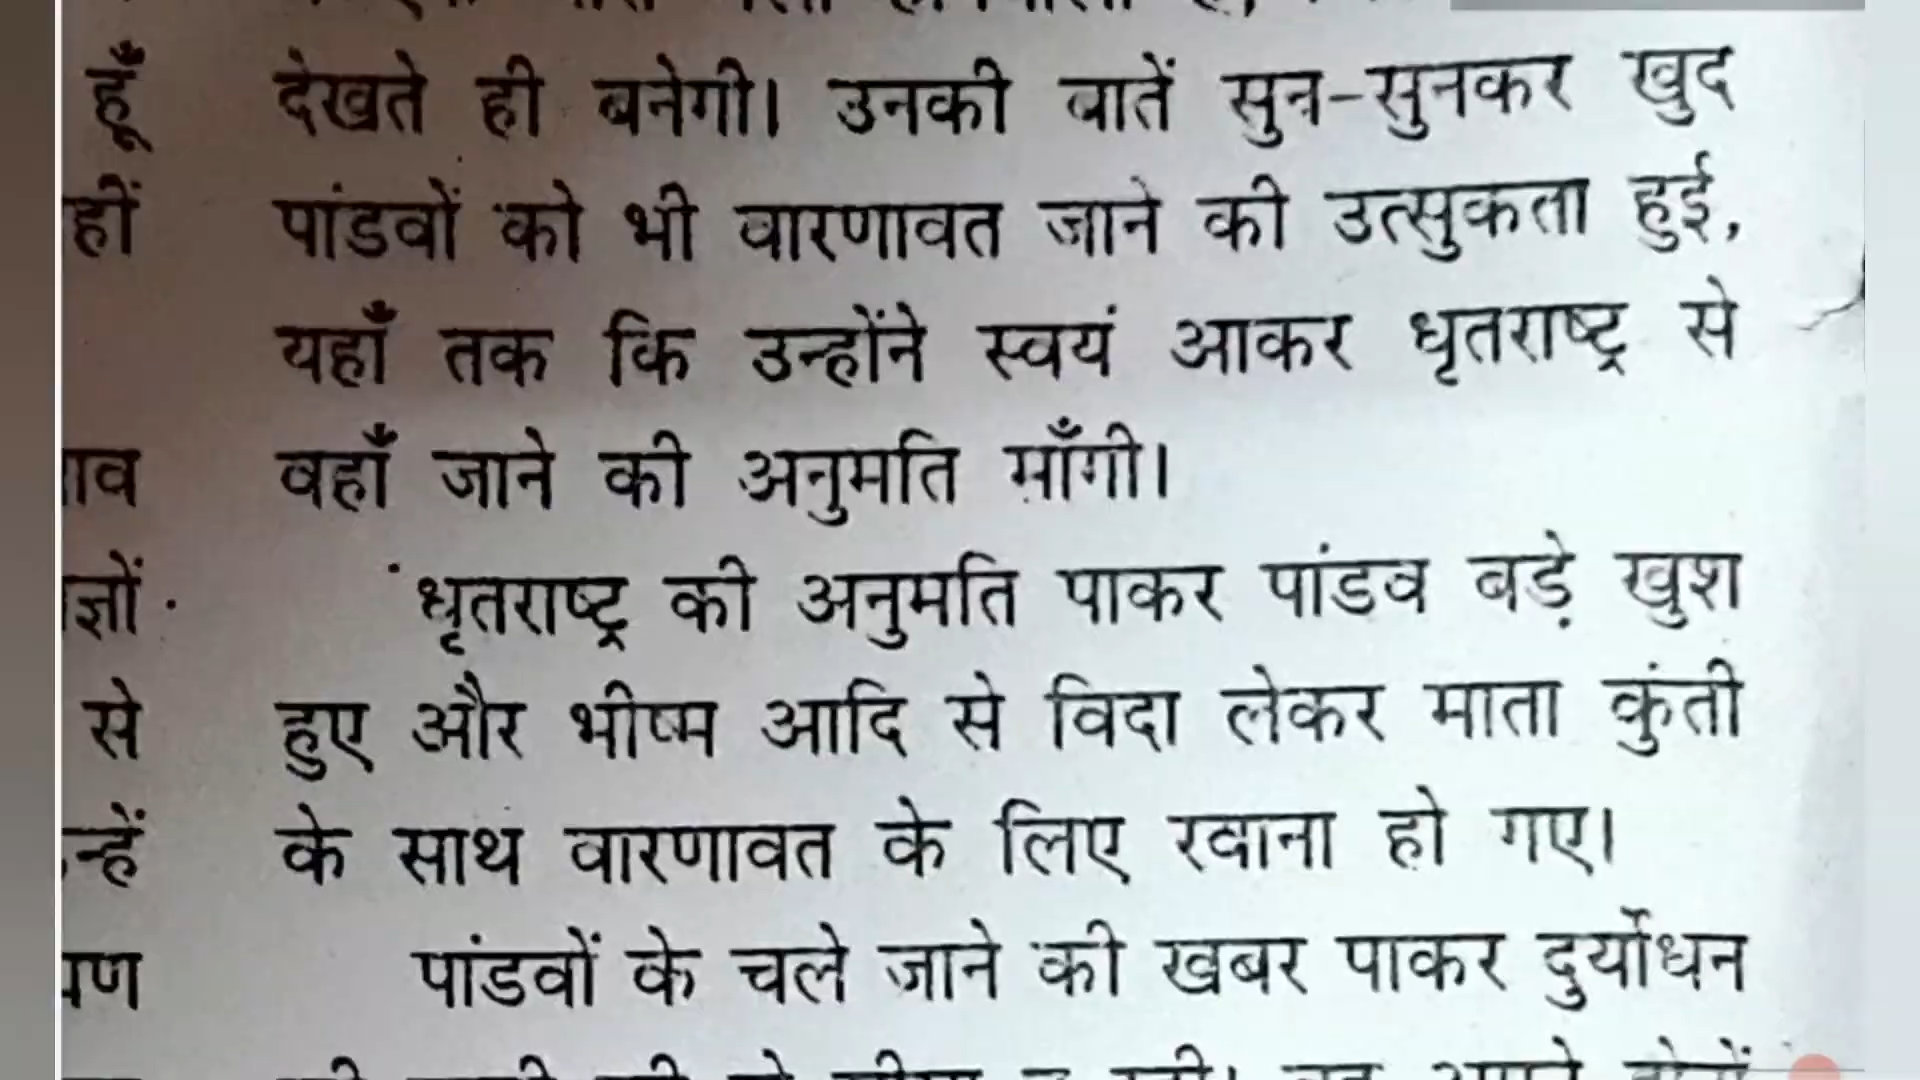 हूँ
हीं
ज्ञों
से
न्हें
देखते ही बनेगी। उनकी बातें सुन-सुनकर खुद
पांडवों को भी वारणावत जाने की उत्सुकता हुई,
यहाँ तक कि उन्होंने स्वयं आकर धृतराष्ट्र से
वहाँ जाने की अनुमति माँगी।
धृतराष्ट्र की अनुमति पाकर पांडव बड़े खुश
हुए और भीष्म आदि से विदा लेकर माता कुंती
के साथ वारणावत के लिए रवाना हो गए।
पांडवों के चले जाने की खबर पाकर दुर्योधन